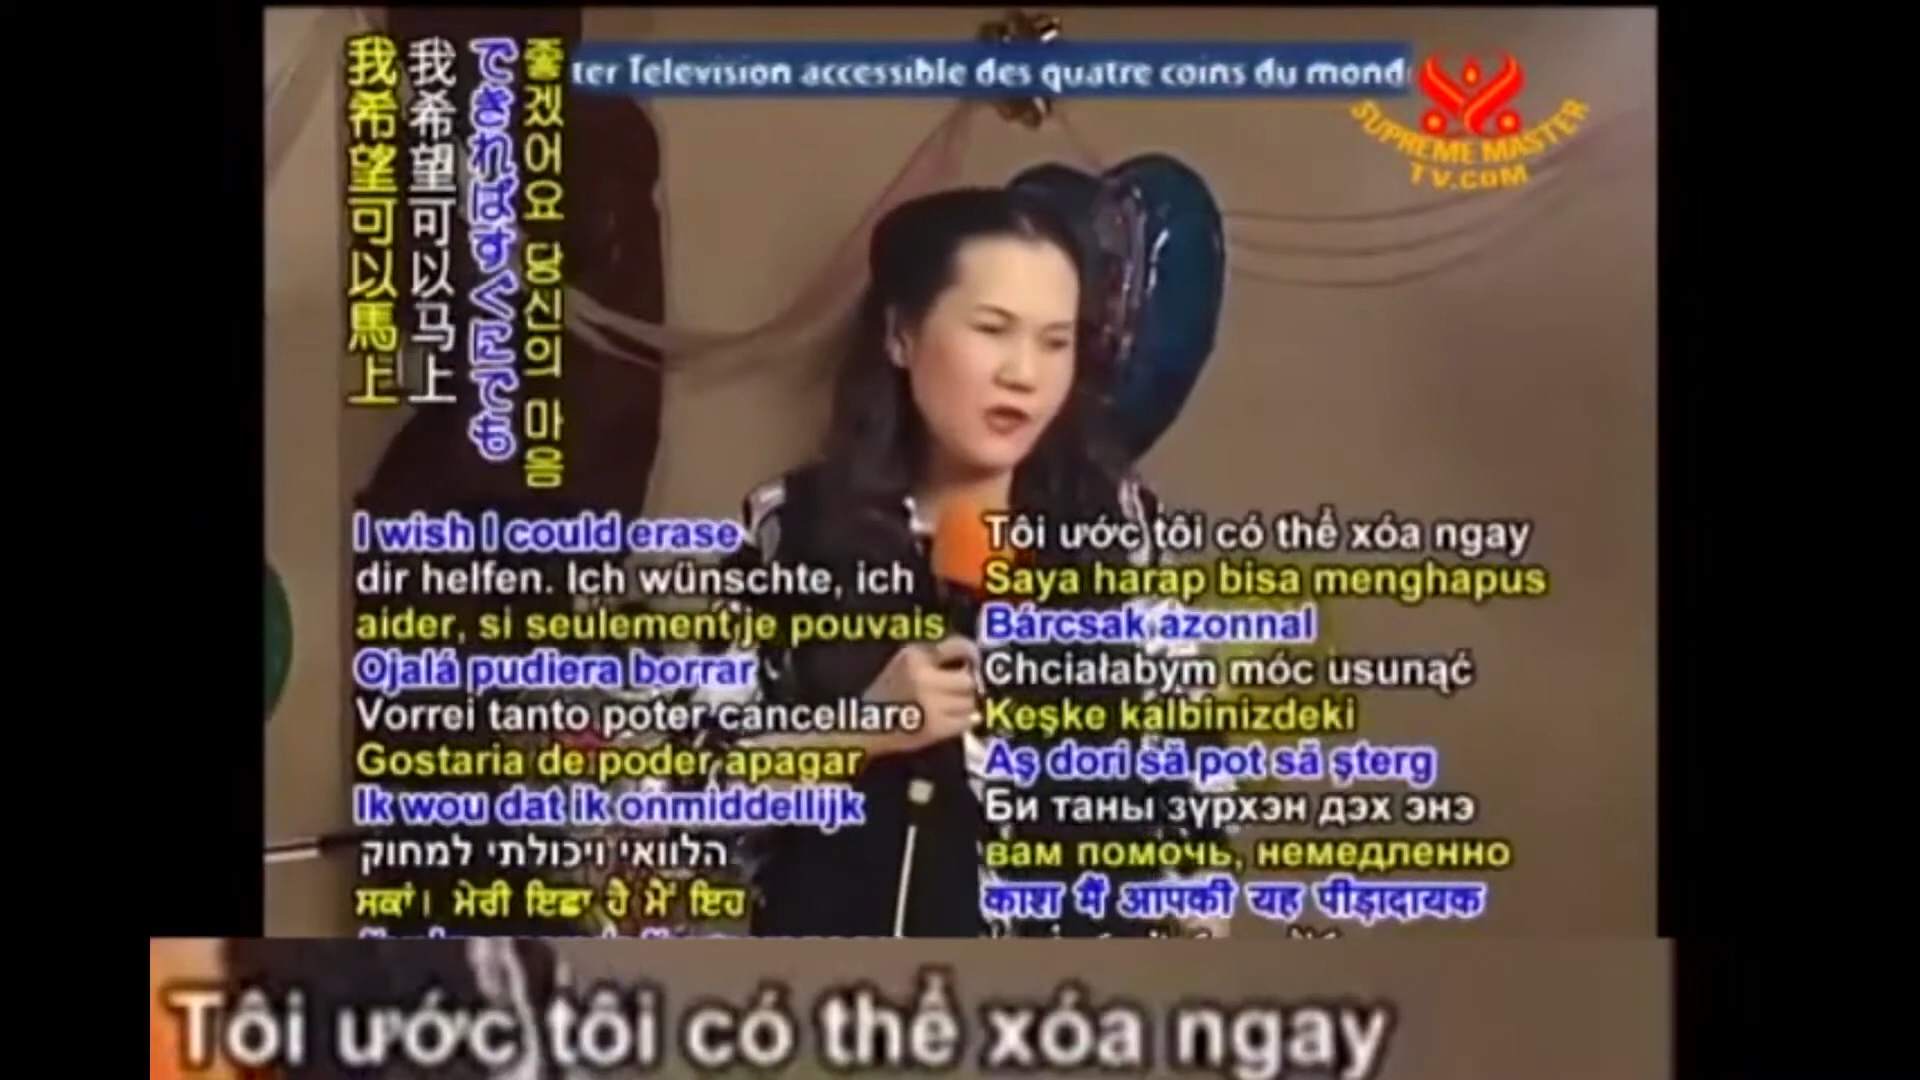 ter Television accessible des quatre coins du mond
SUPREME MASTER
TV.COM
좋겠어요 당신의 마음
できればすぐにでも
我希望可以马上
我希望可以馬上
I wish I could erase
dir helfen. Ich wünschte, ich
aider, si seulement je pouvais
Ojalá pudiera borrar
Vorrei tanto poter cancellare
Gostaria de poder apagar
Ik wou dat ik onmiddellijk
הלוואי ויכולתי למחוק
ਸਕਾਂ। ਮੇਰੀ ਇਛਾ ਹੈ ਮੇਂ ਇਹ
Tôi ước tôi có thể xóa ngay
Saya harap bisa menghapus
Bárcsak azonnal
Chciałabym móc usunąć
Keşke kalbinizdeki
Aş dori să pot să şterg
Би таны зүрхэн дэх энэ
вам помочь, немедленно
काश मैं आपकी यह पीड़ादायक
Tôi ước tôi có thể xóa ngay